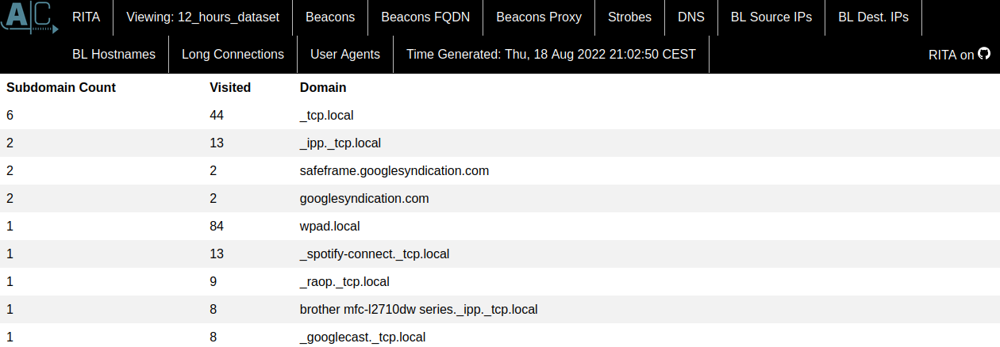 AC RITA Viewing: 12_hours_dataset Beacons Beacons FQDN Beacons Proxy Strobes DNS BL Source IPs BL Dest. IPs
BL Hostnames Long Connections User Agents Time Generated: Thu, 18 Aug 2022 21:02:50 CEST RITA on
Subdomain Count Visited Domain
6 44 _tcp.local
2 13 _ipp._tcp.local
2 2 safeframe.googlesyndication.com
2 2 googlesyndication.com
1 84 wpad.local
1 13 _spotify-connect._tcp.local
1 9 _raop._tcp.local
1 8 brother mfc-l2710dw series._ipp._tcp.local
1 8 _googlecast._tcp.local